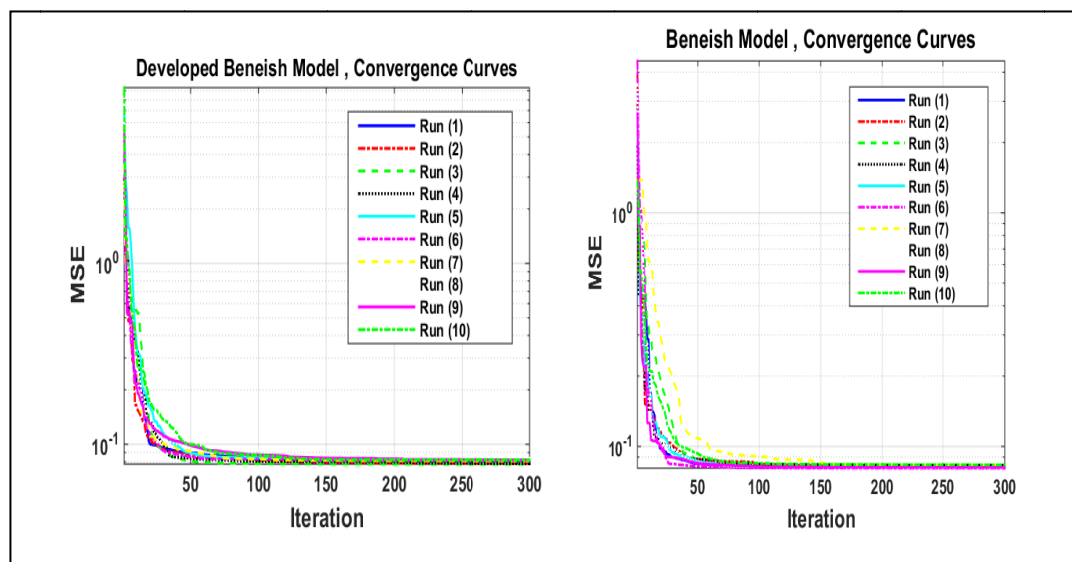 Developed Beneish Model , Convergence Curves
MSE
10^0
10^-1
Run (1)
Run (2)
Run (3)
Run (4)
Run (5)
Run (6)
Run (7)
Run (8)
Run (9)
Run (10)
50 100 150 200 250 300
Iteration
Beneish Model , Convergence Curves
MSE
10^0
10^-1
Run (1)
Run (2)
Run (3)
Run (4)
Run (5)
Run (6)
Run (7)
Run (8)
Run (9)
Run (10)
50 100 150 200 250 300
Iteration